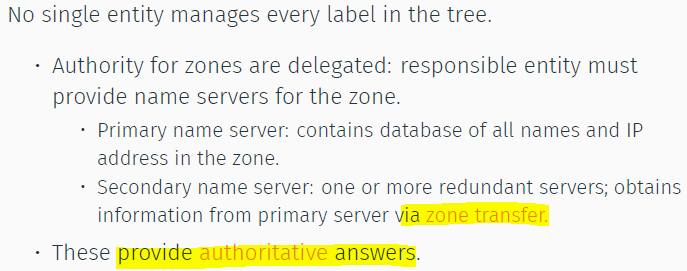 No single entity manages every label in the tree.
• Authority for zones are delegated: responsible entity must
provide name servers for the zone.
• Primary name server: contains database of all names and IP
address in the zone.
• Secondary name server: one or more redundant servers; obtains
information from primary server via zone transfer.
• These provide authoritative answers.